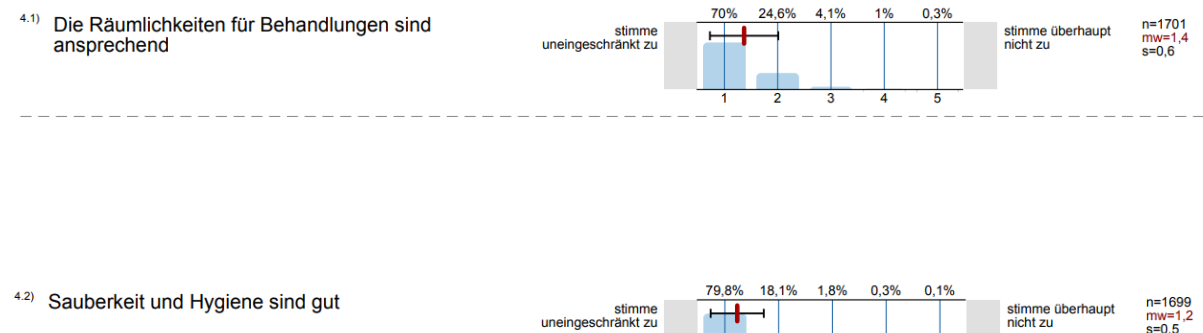 4.1) Die Räumlichkeiten für Behandlungen sind
ansprechend
stimme
uneingeschränkt zu
70% 24,6% 4,1% 1% 0,3%
1 2 3 4 5
stimme überhaupt
nicht zu
n=1701
mw=1,4
s=0,6
4.2) Sauberkeit und Hygiene sind gut
stimme
uneingeschränkt zu
79,8% 18,1% 1,8% 0,3% 0,1%
stimme überhaupt
nicht zu
n=1699
mw=1,2
s=0,5